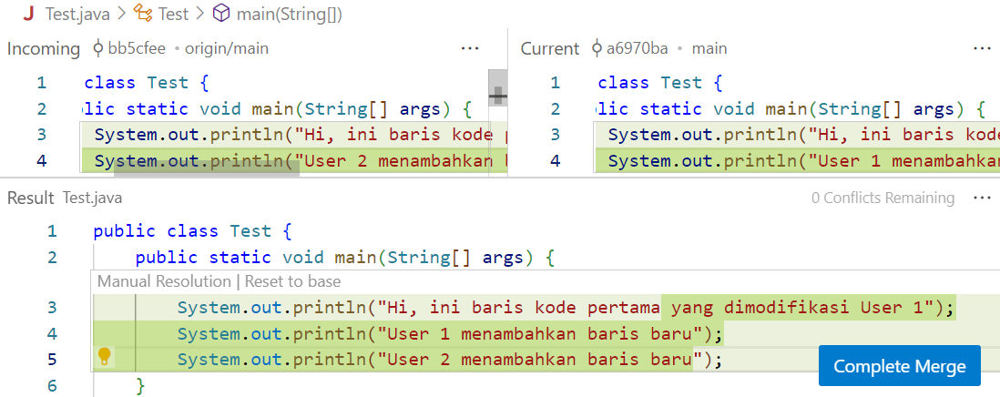 J Test.java > Test > main(String[])
Incoming bb5cfee • origin/main ...
1 class Test {
2 lic static void main(String[] args) {
3 System.out.println("Hi, ini baris kode
4 System.out.println("User 2 menambahkan
Current a6970ba • main ...
1 class Test {
2 lic static void main(String[] args) {
3 System.out.println("Hi, ini baris kode
4 System.out.println("User 1 menambahkan
Result Test.java 0 Conflicts Remaining ...
1 public class Test {
2 public static void main(String[] args) {
Manual Resolution | Reset to base
3 System.out.println("Hi, ini baris kode pertama yang dimodifikasi User 1");
4 System.out.println("User 1 menambahkan baris baru");
5 System.out.println("User 2 menambahkan baris baru");
6 }
Complete Merge